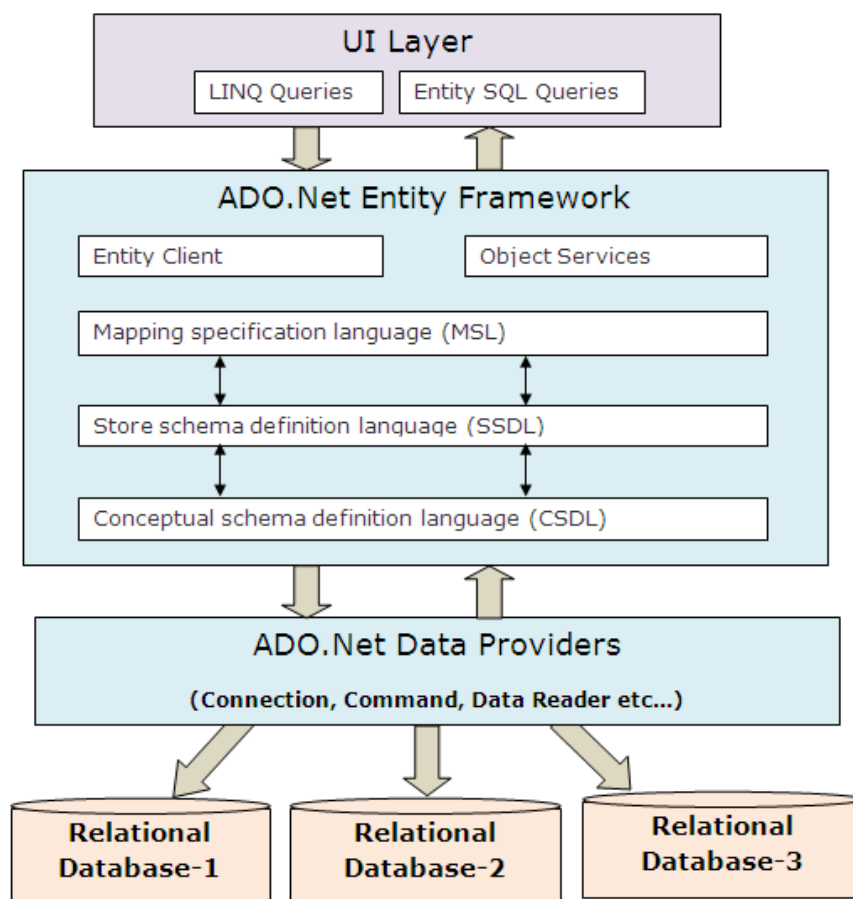 UI Layer
LINQ Queries
Entity SQL Queries
ADO.Net Entity Framework
Entity Client
Object Services
Mapping specification language (MSL)
Store schema definition language (SSDL)
Conceptual schema definition language (CSDL)
ADO.Net Data Providers
(Connection, Command, Data Reader etc...)
Relational
Database-1
Relational
Database-2
Relational
Database-3